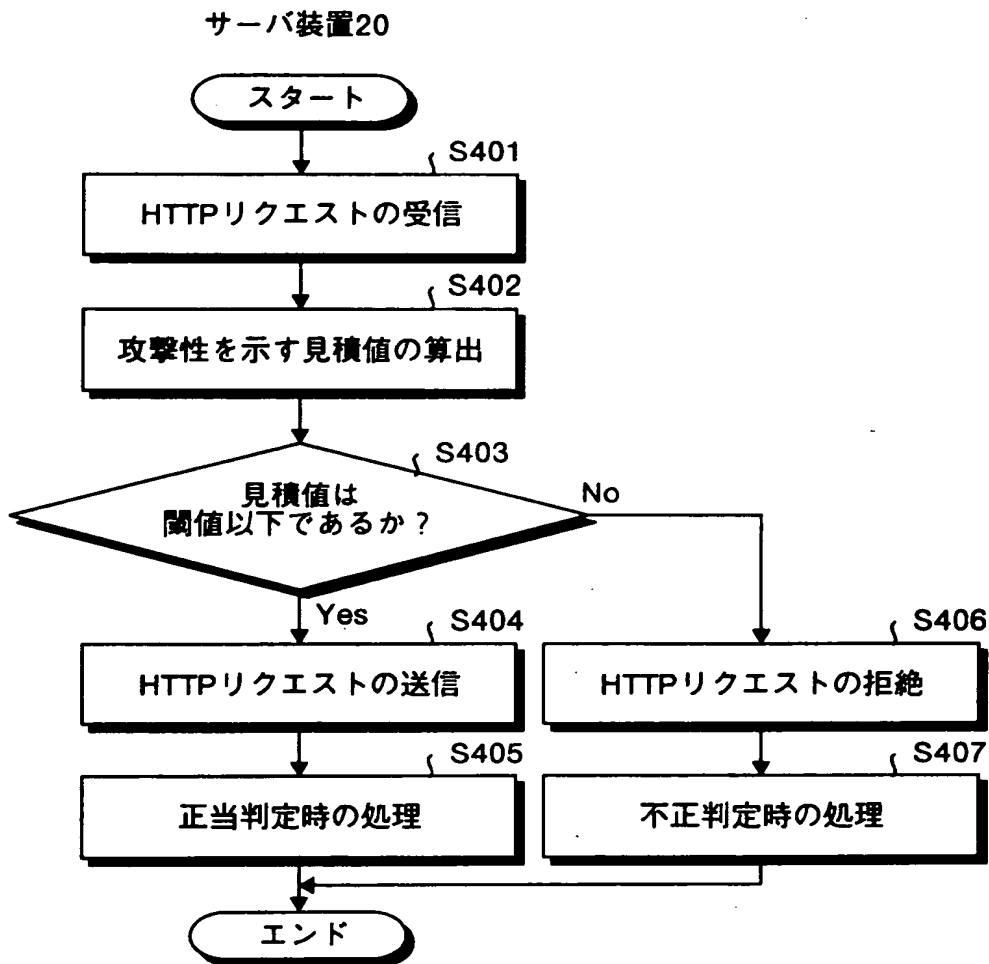 サーバ装置20
スタート
S401
HTTPリクエストの受信
S402
攻撃性を示す見積値の算出
S403
見積値は
閾値以下であるか？
No
Yes
S404
HTTPリクエストの送信
S406
HTTPリクエストの拒絶
S405
正当判定時の処理
S407
不正判定時の処理
エンド